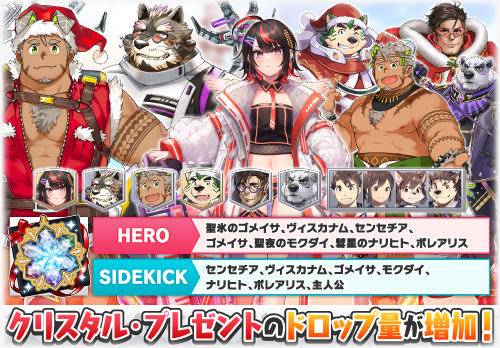 HERO
聖氷のゴメイサ、ヴィスカナム、センセチア、
ゴメイサ、聖夜のモクダイ、彗星のナリヒト、ボレアリス
SIDEKICK
センセチア、ヴィスカナム、ゴメイサ、モクダイ、
ナリヒト、ボレアリス、主人公
クリスタル・プレゼントのドロップ量が増加！